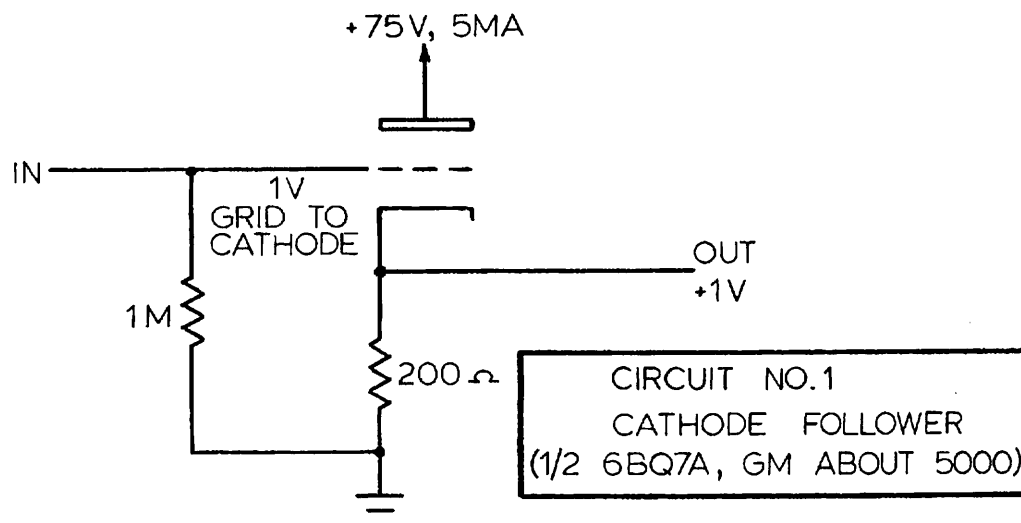 +75V, 5MA
IN
1V
GRID TO
CATHODE
OUT
+1V
1M
200Ω
CIRCUIT NO.1
CATHODE FOLLOWER
(1/2 6BQ7A, GM ABOUT 5000)